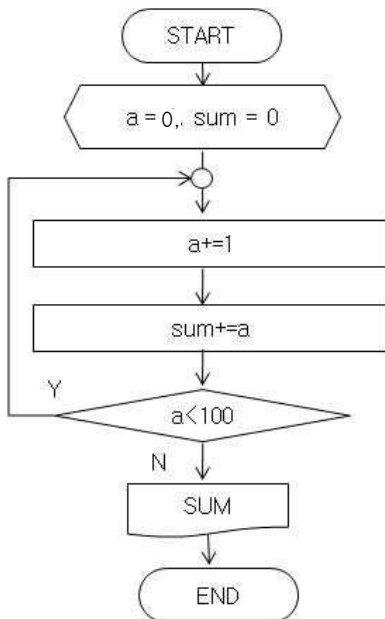 START
a = 0,. sum = 0
a+=1
sum+=a
Y
a<100
N
SUM
END